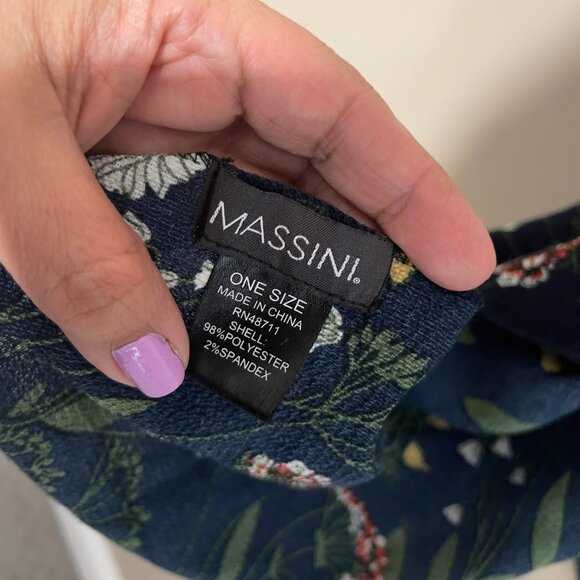 MASSINI®
ONE SIZE
MADE IN CHINA
RN48711
SHELL:
98%POLYESTER
2%SPANDEX